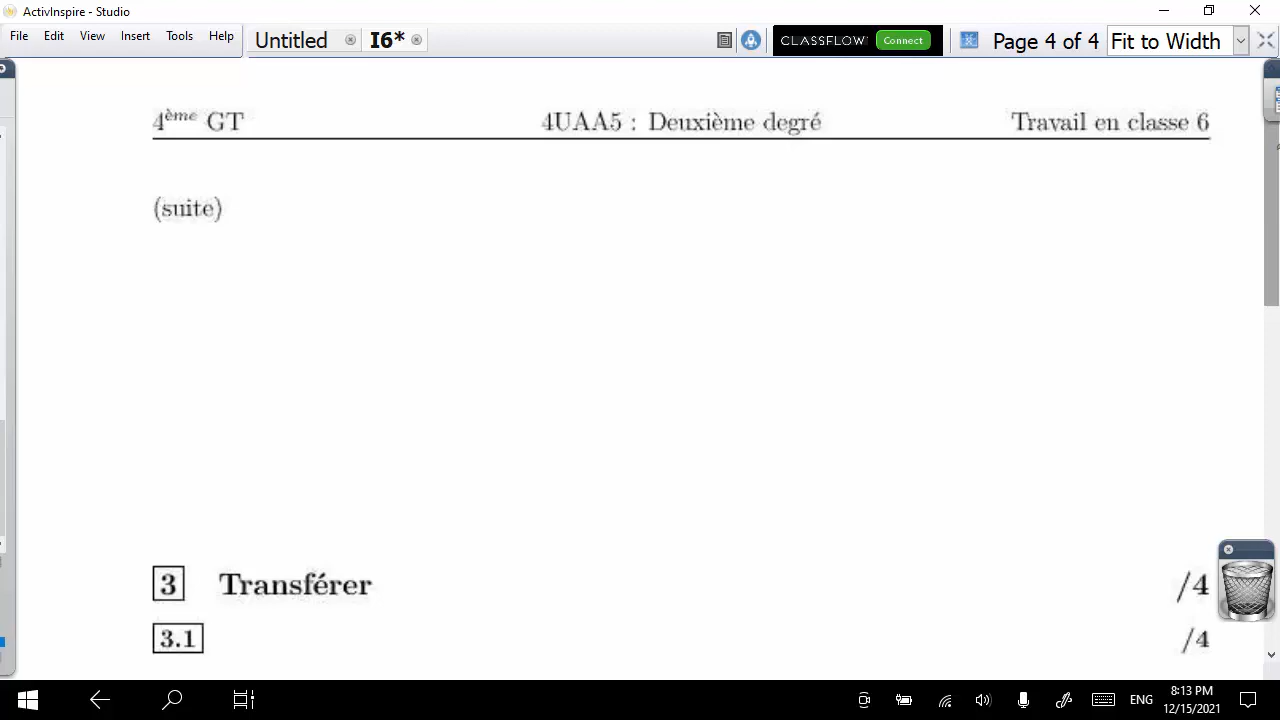 ActivInspire - Studio
File Edit View Insert Tools Help
Untitled I6*
CLASSFLOW Connect
Page 4 of 4 Fit to Width
4ème GT 4UAA5 : Deuxième degré Travail en classe 6
(suite)
3 Transférer /4
3.1 /4
ENG
8:13 PM
12/15/2021